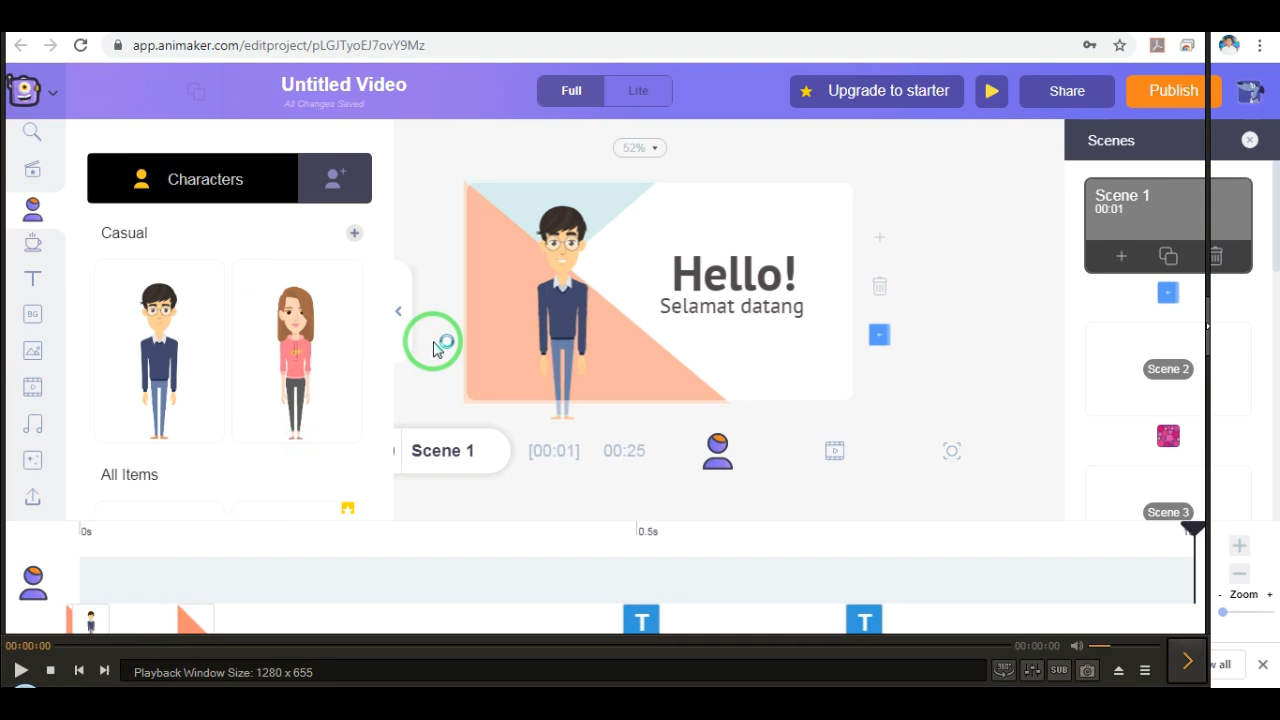 app.animaker.com/editproject/pLGJTyoEJ7ovY9Mz
Untitled Video
All Changes Saved
Full
Lite
Upgrade to starter
Share
Publish
Characters
52%
Scenes
Casual
Scene 1
00:01
Hello!
Selamat datang
Scene 2
All Items
Scene 1
[00:01]
00:25
Scene 3
T
BG
0s
0.5s
- Zoom +
T
T
00:00:00
00:00:00
Playback Window Size: 1280 x 655
360°
SUB
w all